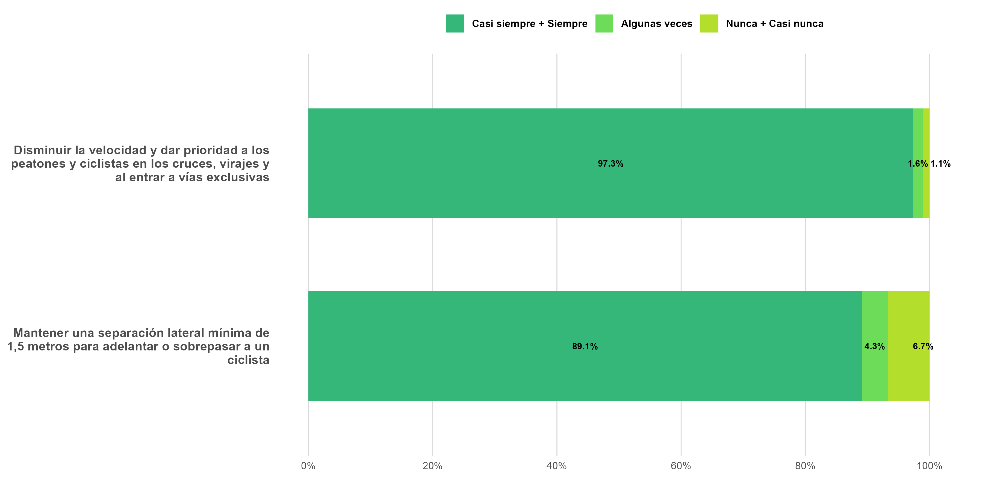 Casi siempre + Siempre Algunas veces Nunca + Casi nunca
Disminuir la velocidad y dar prioridad a los
peatones y ciclistas en los cruces, virajes y
al entrar a vías exclusivas
97.3% 1.6% 1.1%
Mantener una separación lateral mínima de
1,5 metros para adelantar o sobrepasar a un
ciclista
89.1% 4.3% 6.7%
0% 20% 40% 60% 80% 100%